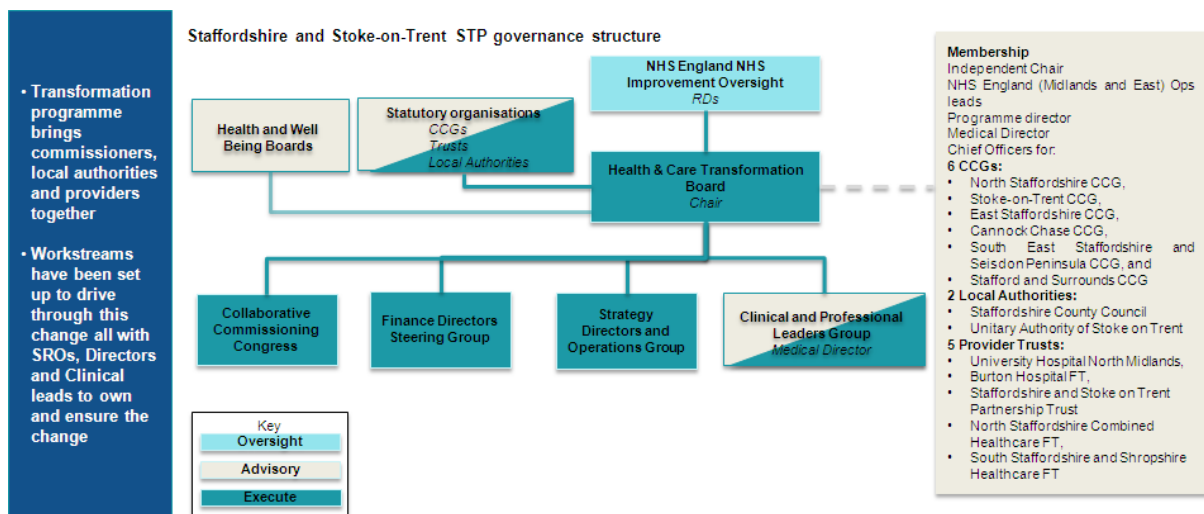 Staffordshire and Stoke-on-Trent STP governance structure
• Transformation
programme
brings
commissioners,
local authorities
and providers
together
• Workstreams
have been set
up to drive
through this
change all with
SROs, Directors
and Clinical
leads to own
and ensure the
change
NHS England NHS
Improvement Oversight
RDs
Health and Well
Being Boards
Statutory organisations
CCGs
Trusts
Local Authorities
Health & Care Transformation
Board
Chair
Collaborative
Commissioning
Congress
Finance Directors
Steering Group
Strategy
Directors and
Operations Group
Clinical and Professional
Leaders Group
Medical Director
Key
Oversight
Advisory
Execute
Membership
Independent Chair
NHS England (Midlands and East) Ops
leads
Programme director
Medical Director
Chief Officers for:
6 CCGs:
• North Staffordshire CCG,
• Stoke-on-Trent CCG,
• East Staffordshire CCG,
• Cannock Chase CCG,
• South East Staffordshire and
Seisdon Peninsula CCG, and
• Stafford and Surrounds CCG
2 Local Authorities:
• Staffordshire County Council
• Unitary Authority of Stoke on Trent
5 Provider Trusts:
• University Hospital North Midlands,
• Burton Hospital FT,
• Staffordshire and Stoke on Trent
Partnership Trust
• North Staffordshire Combined
Healthcare FT,
• South Staffordshire and Shropshire
Healthcare FT